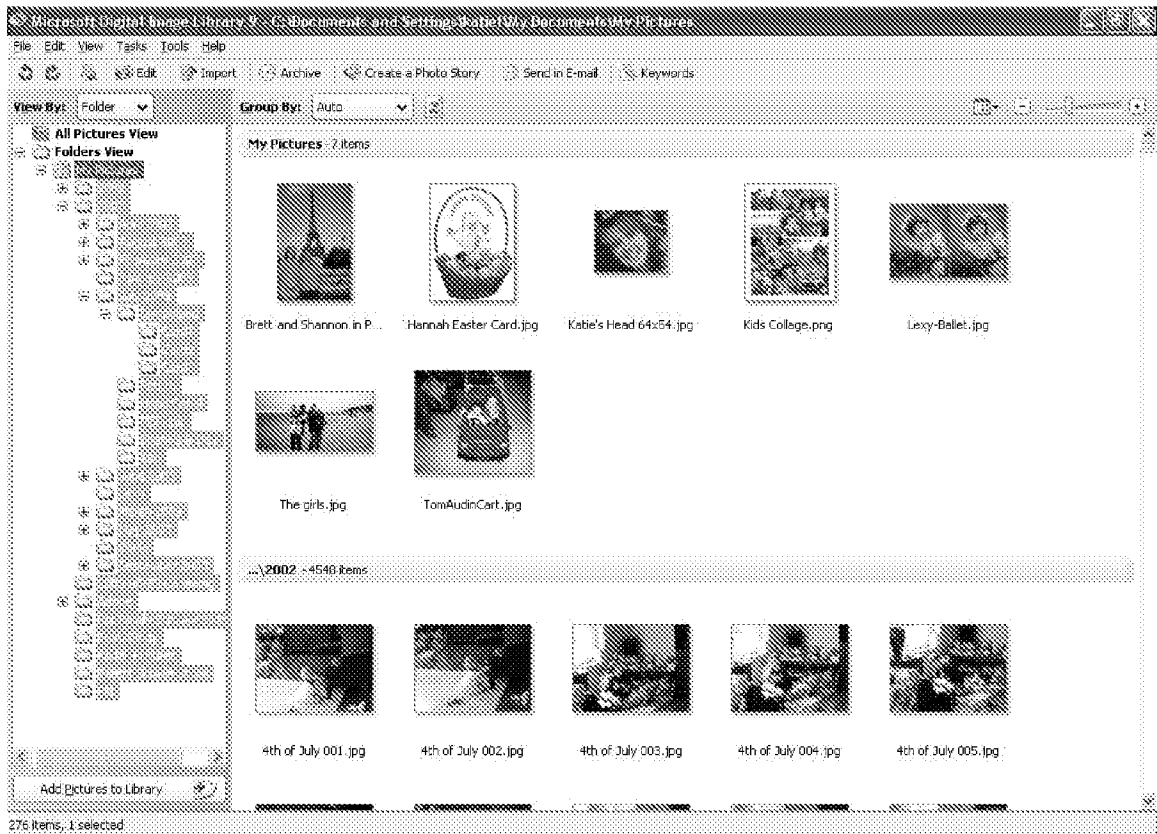 Microsoft Digital Image Library 9 - C:\Documents and Settings\katiel\My Documents\My Pictures
File Edit View Tasks Tools Help
Edit Import Archive Create a Photo Story Send in E-mail Keywords
View By: Folder Group By: Auto
All Pictures View
Folders View
My Pictures - 7 items
Brett and Shannon in P... Hannah Easter Card.jpg Katie's Head 64x64.jpg Kids Collage.png Lexy-Ballet.jpg
The girls.jpg TomAudinCart.jpg
...\2002 - 4548 items
4th of July 001.jpg 4th of July 002.jpg 4th of July 003.jpg 4th of July 004.jpg 4th of July 005.jpg
Add Pictures to Library
276 items, 1 selected